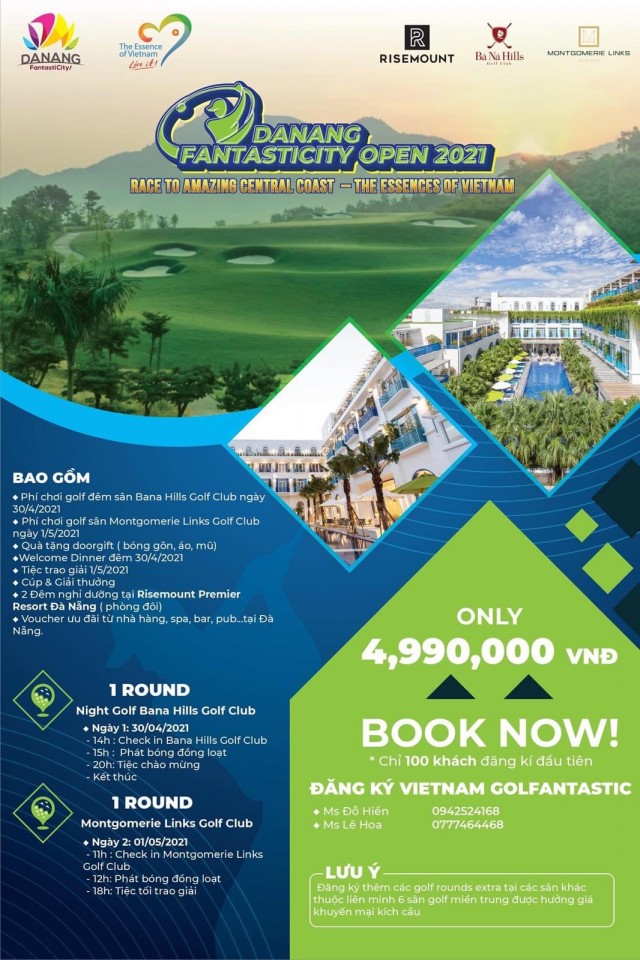 DANANG
FantastiCity!
The Essence
of Vietnam
Live it!
R
RISEMOUNT
Bà Nà Hills
Golf Club
M
MONTGOMERIE LINKS
DANANG
FANTASTICITY OPEN 2021
RACE TO AMAZING CENTRAL COAST – THE ESSENCES OF VIETNAM
BAO GỒM
◆ Phí chơi golf đêm sân Bana Hills Golf Club ngày
30/4/2021
◆ Phí chơi golf sân Montgomerie Links Golf Club
ngày 1/5/2021
◆ Quà tặng doorgift ( bóng gôn, áo, mũ)
◆Welcome Dinner đêm 30/4/2021
◆ Tiệc trao giải 1/5/2021
◆ Cúp & Giải thưởng
◆ 2 Đêm nghỉ dưỡng tại Risemount Premier
Resort Đà Nẵng ( phòng đôi)
◆ Voucher ưu đãi từ nhà hàng, spa, bar, pub...tại Đà
Nẵng.
1 ROUND
Night Golf Bana Hills Golf Club
◆ Ngày 1: 30/04/2021
- 14h : Check in Bana Hills Golf Club
- 15h : Phát bóng đồng loạt
- 20h: Tiệc chào mừng
- Kết thúc
1 ROUND
Montgomerie Links Golf Club
◆ Ngày 2: 01/05/2021
- 11h : Check in Montgomerie Links
Golf Club
- 12h: Phát bóng đồng loạt
- 18h: Tiệc tối trao giải
ONLY
4,990,000 VNĐ
BOOK NOW!
* Chỉ 100 khách đăng kí đầu tiên
ĐĂNG KÝ VIETNAM GOLFANTASTIC
◆ Ms Đỗ Hiền 0942524168
◆ Ms Lê Hoa 0777464468
LƯU Ý
Đăng ký thêm các golf rounds extra tại các sân khác
thuộc liên minh 6 sân golf miền trung được hưởng giá
khuyến mại kích cầu